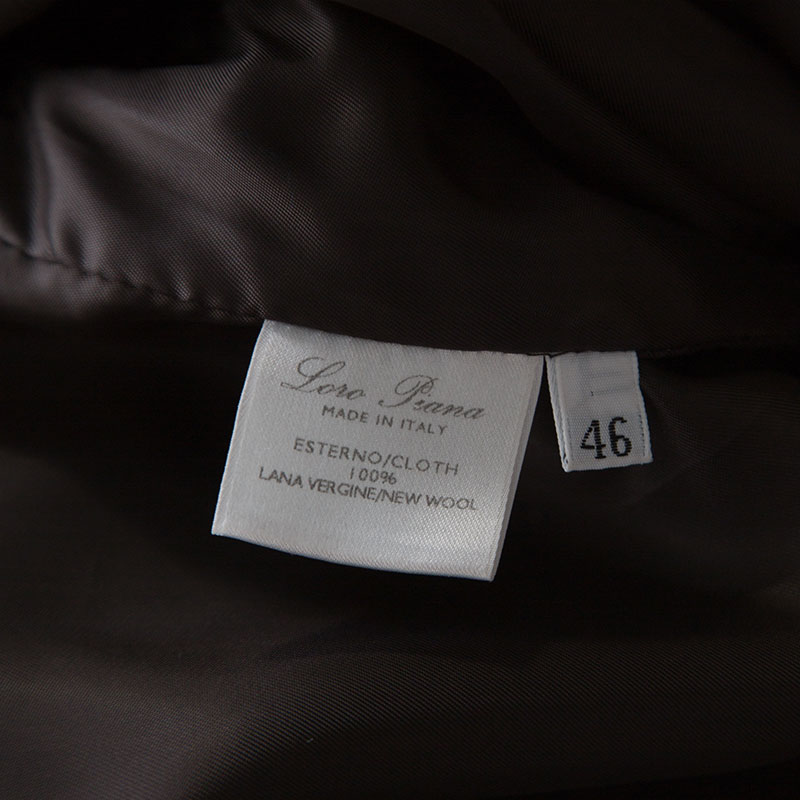 Loro Piana
MADE IN ITALY
ESTERNO/CLOTH
100%
LANA VERGINE/NEW WOOL
46